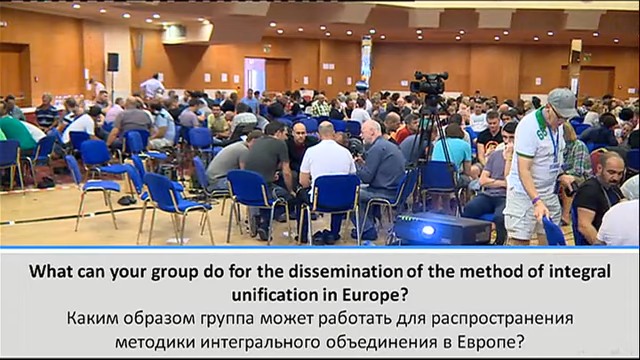 What can your group do for the dissemination of the method of integral
unification in Europe?
Каким образом группа может работать для распространения
методики интегрального объединения в Европе?